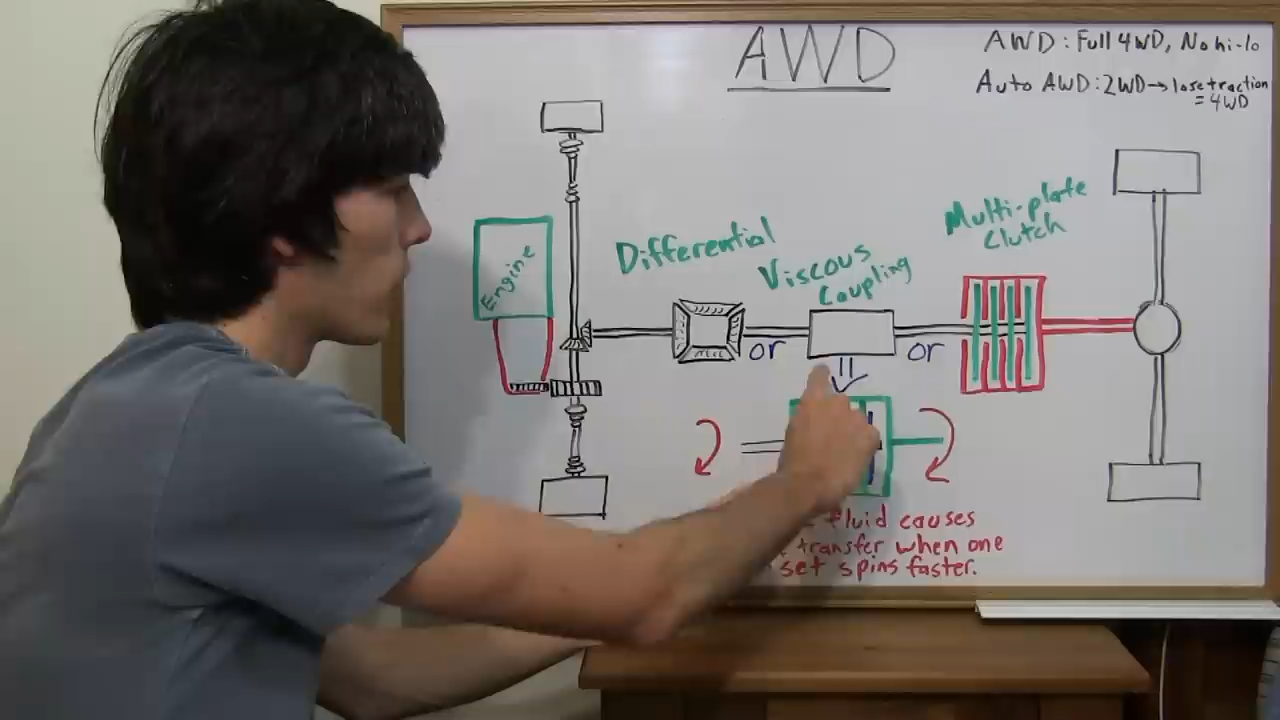 AWD
AWD: Full 4WD, No hi-lo
Auto AWD: 2WD→lose traction
= 4WD
Multi-plate
Clutch
Differential
Viscous
Coupling
Engine
or
or
fluid causes
transfer when one
set spins faster.